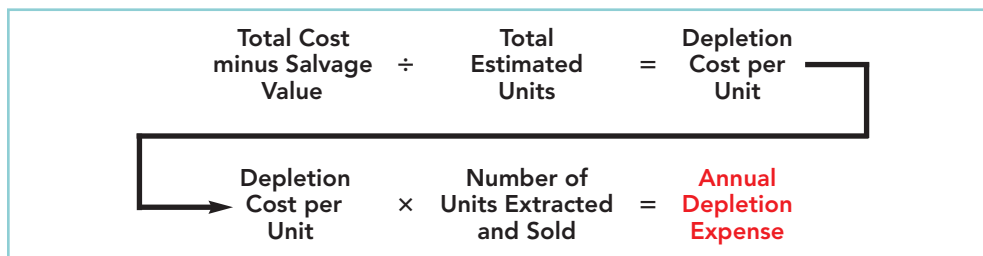 Total Cost Total Depletion
minus Salvage ÷ Estimated = Cost per
Value Units Unit
Depletion Number of Annual
Cost per × Units Extracted = Depletion
Unit and Sold Expense